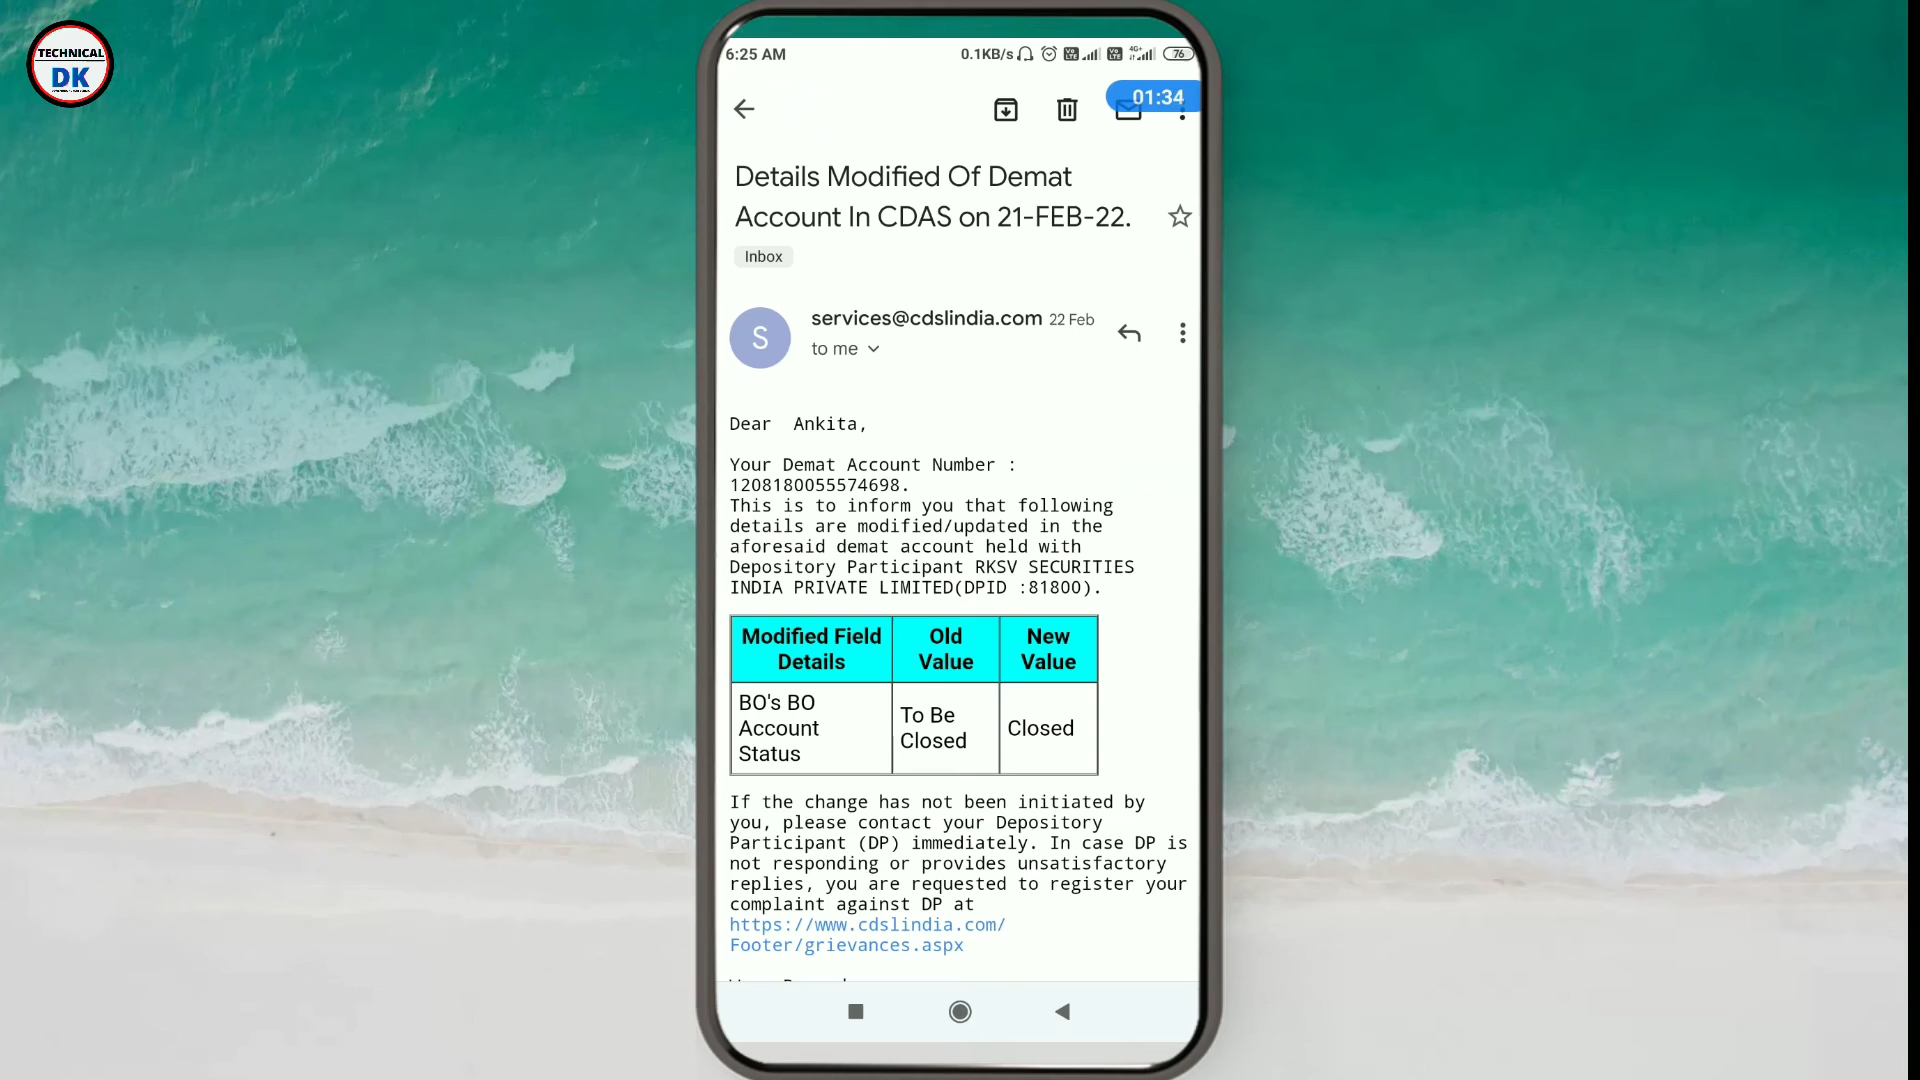 TECHNICAL
DK
6:25 AM
0.1KB/s
4G+
76
01:34
Details Modified Of Demat
Account In CDAS on 21-FEB-22.
Inbox
S
services@cdslindia.com 22 Feb
to me
Dear Ankita,
Your Demat Account Number :
1208180055574698.
This is to inform you that following
details are modified/updated in the
aforesaid demat account held with
Depository Participant RKSV SECURITIES
INDIA PRIVATE LIMITED(DPID :81800).
Modified Field Details
Old Value
New Value
BO's BO Account Status
To Be Closed
Closed
If the change has not been initiated by
you, please contact your Depository
Participant (DP) immediately. In case DP is
not responding or provides unsatisfactory
replies, you are requested to register your
complaint against DP at
https://www.cdslindia.com/
Footer/grievances.aspx